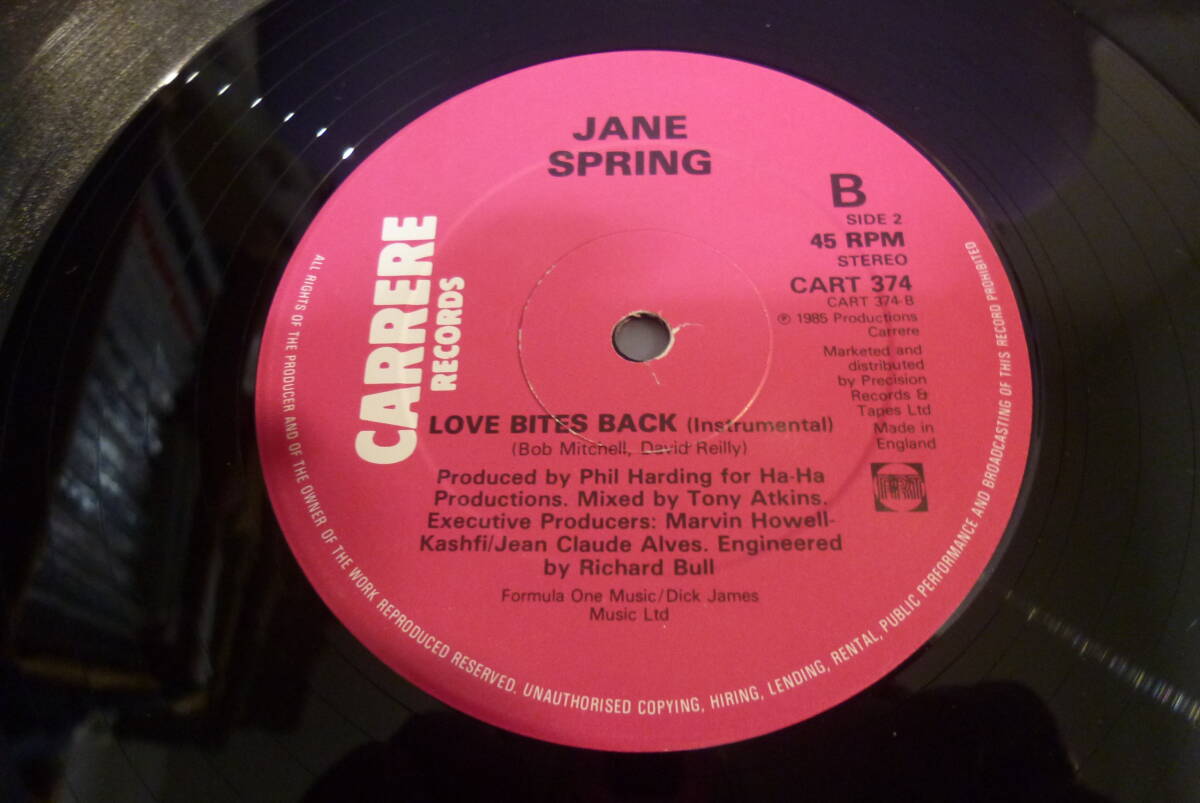 JANE
SPRING
B
SIDE 2
45 RPM
STEREO
CART 374
CART 374-B
℗ 1985 Productions
Carrere
Marketed and
distributed
by Precision
Records &
Tapes Ltd
Made in
England
CARRERE
RECORDS
LOVE BITES BACK (Instrumental)
(Bob Mitchell, David Reilly)
Produced by Phil Harding for Ha-Ha
Productions. Mixed by Tony Atkins.
Executive Producers: Marvin Howell-
Kashfi/Jean Claude Alves. Engineered
by Richard Bull
Formula One Music/Dick James
Music Ltd
ALL RIGHTS OF THE PRODUCER AND OF THE OWNER OF THE WORK REPRODUCED RESERVED. UNAUTHORISED COPYING, HIRING, LENDING, RENTAL, PUBLIC PERFORMANCE AND BROADCASTING OF THIS RECORD PROHIBITED